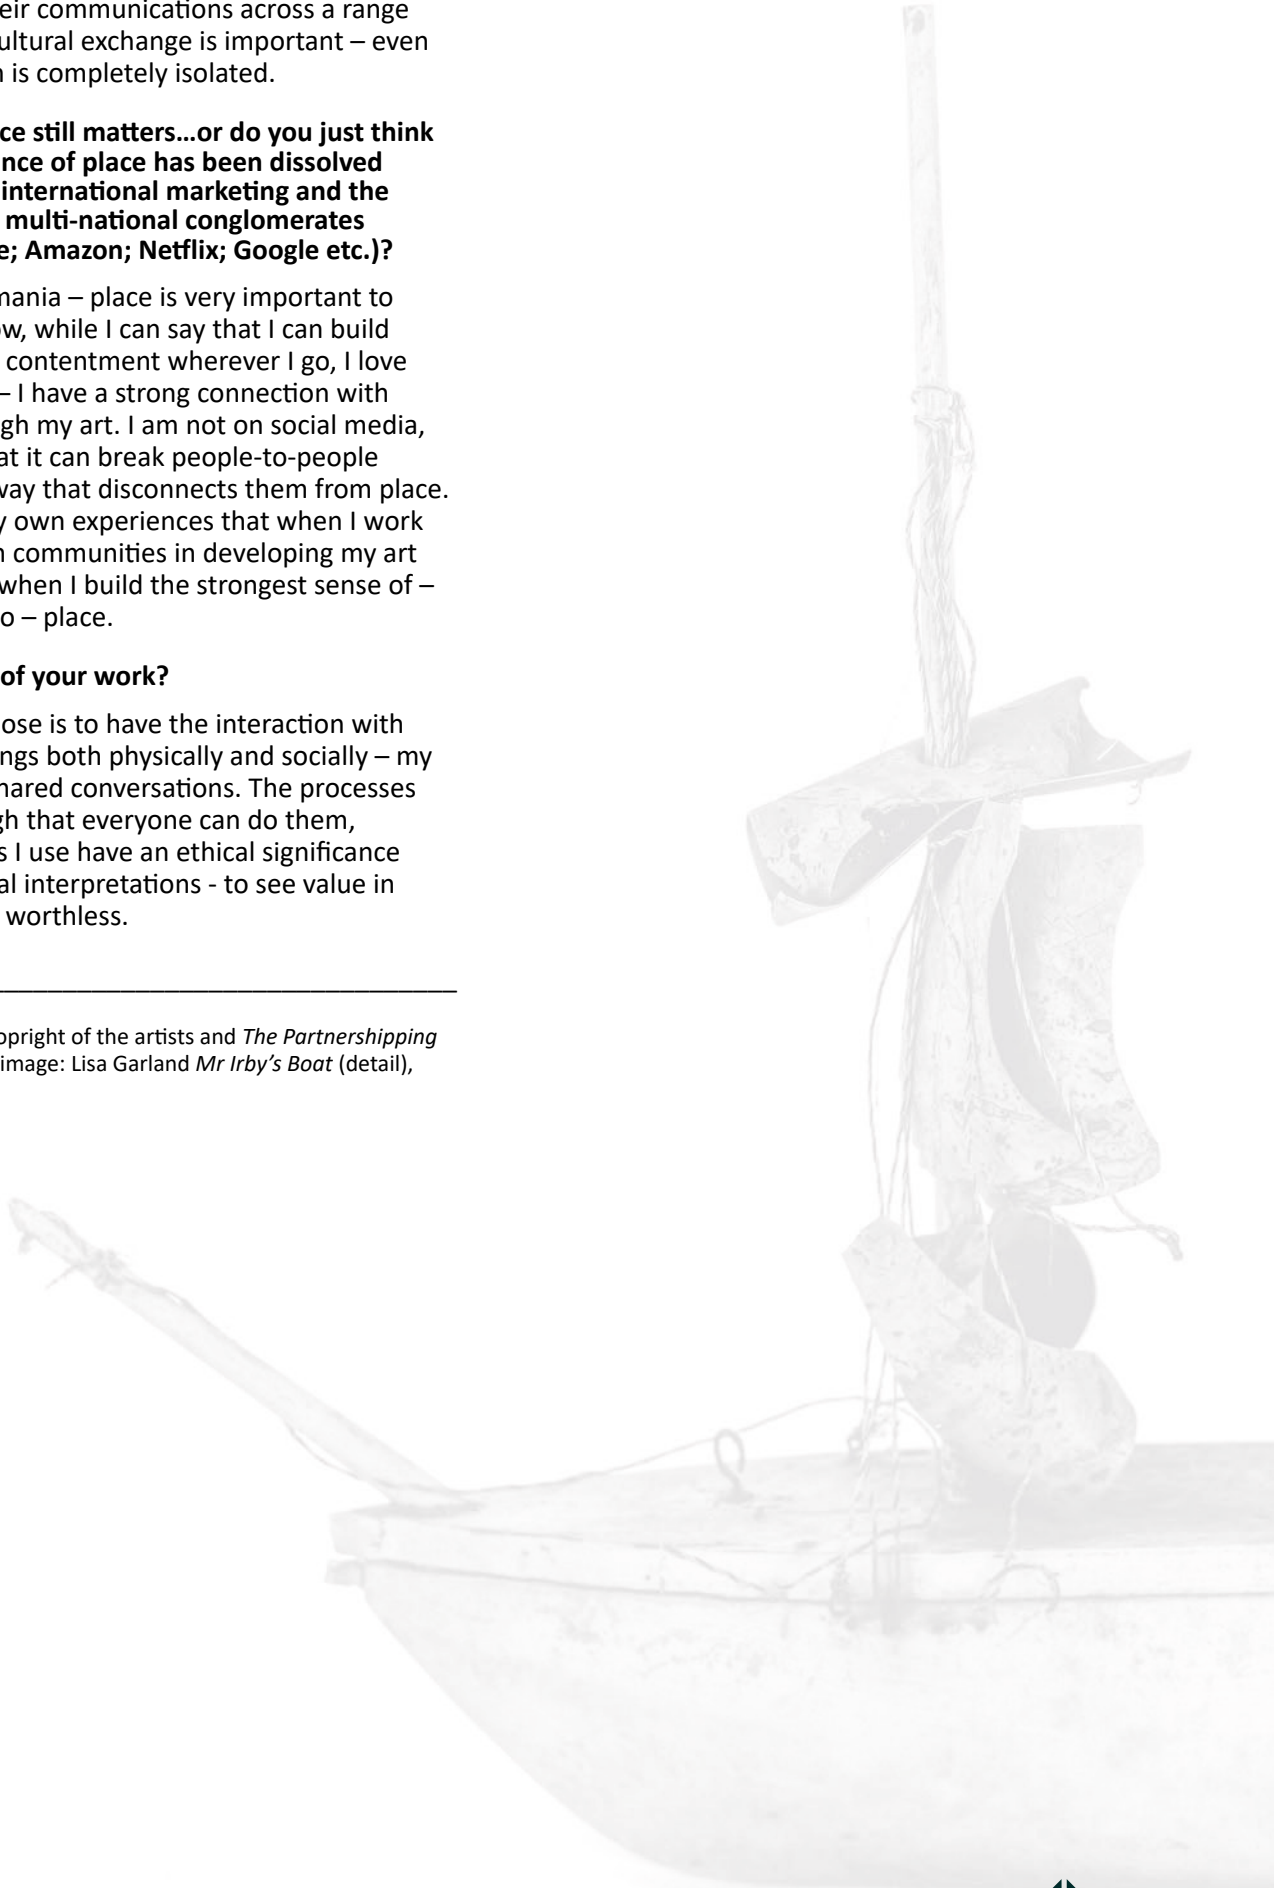 eir communications across a range
ultural exchange is important – even
n is completely isolated.
ce still matters...or do you just think
nce of place has been dissolved
international marketing and the
multi-national conglomerates
e; Amazon; Netflix; Google etc.)?
mania – place is very important to
ow, while I can say that I can build
contentment wherever I go, I love
– I have a strong connection with
gh my art. I am not on social media,
at it can break people-to-people
way that disconnects them from place.
y own experiences that when I work
n communities in developing my art
when I build the strongest sense of –
o – place.
of your work?
ose is to have the interaction with
ngs both physically and socially – my
hared conversations. The processes
gh that everyone can do them,
s I use have an ethical significance
al interpretations - to see value in
worthless.
opright of the artists and The Partnershipping
image: Lisa Garland Mr Irby’s Boat (detail),